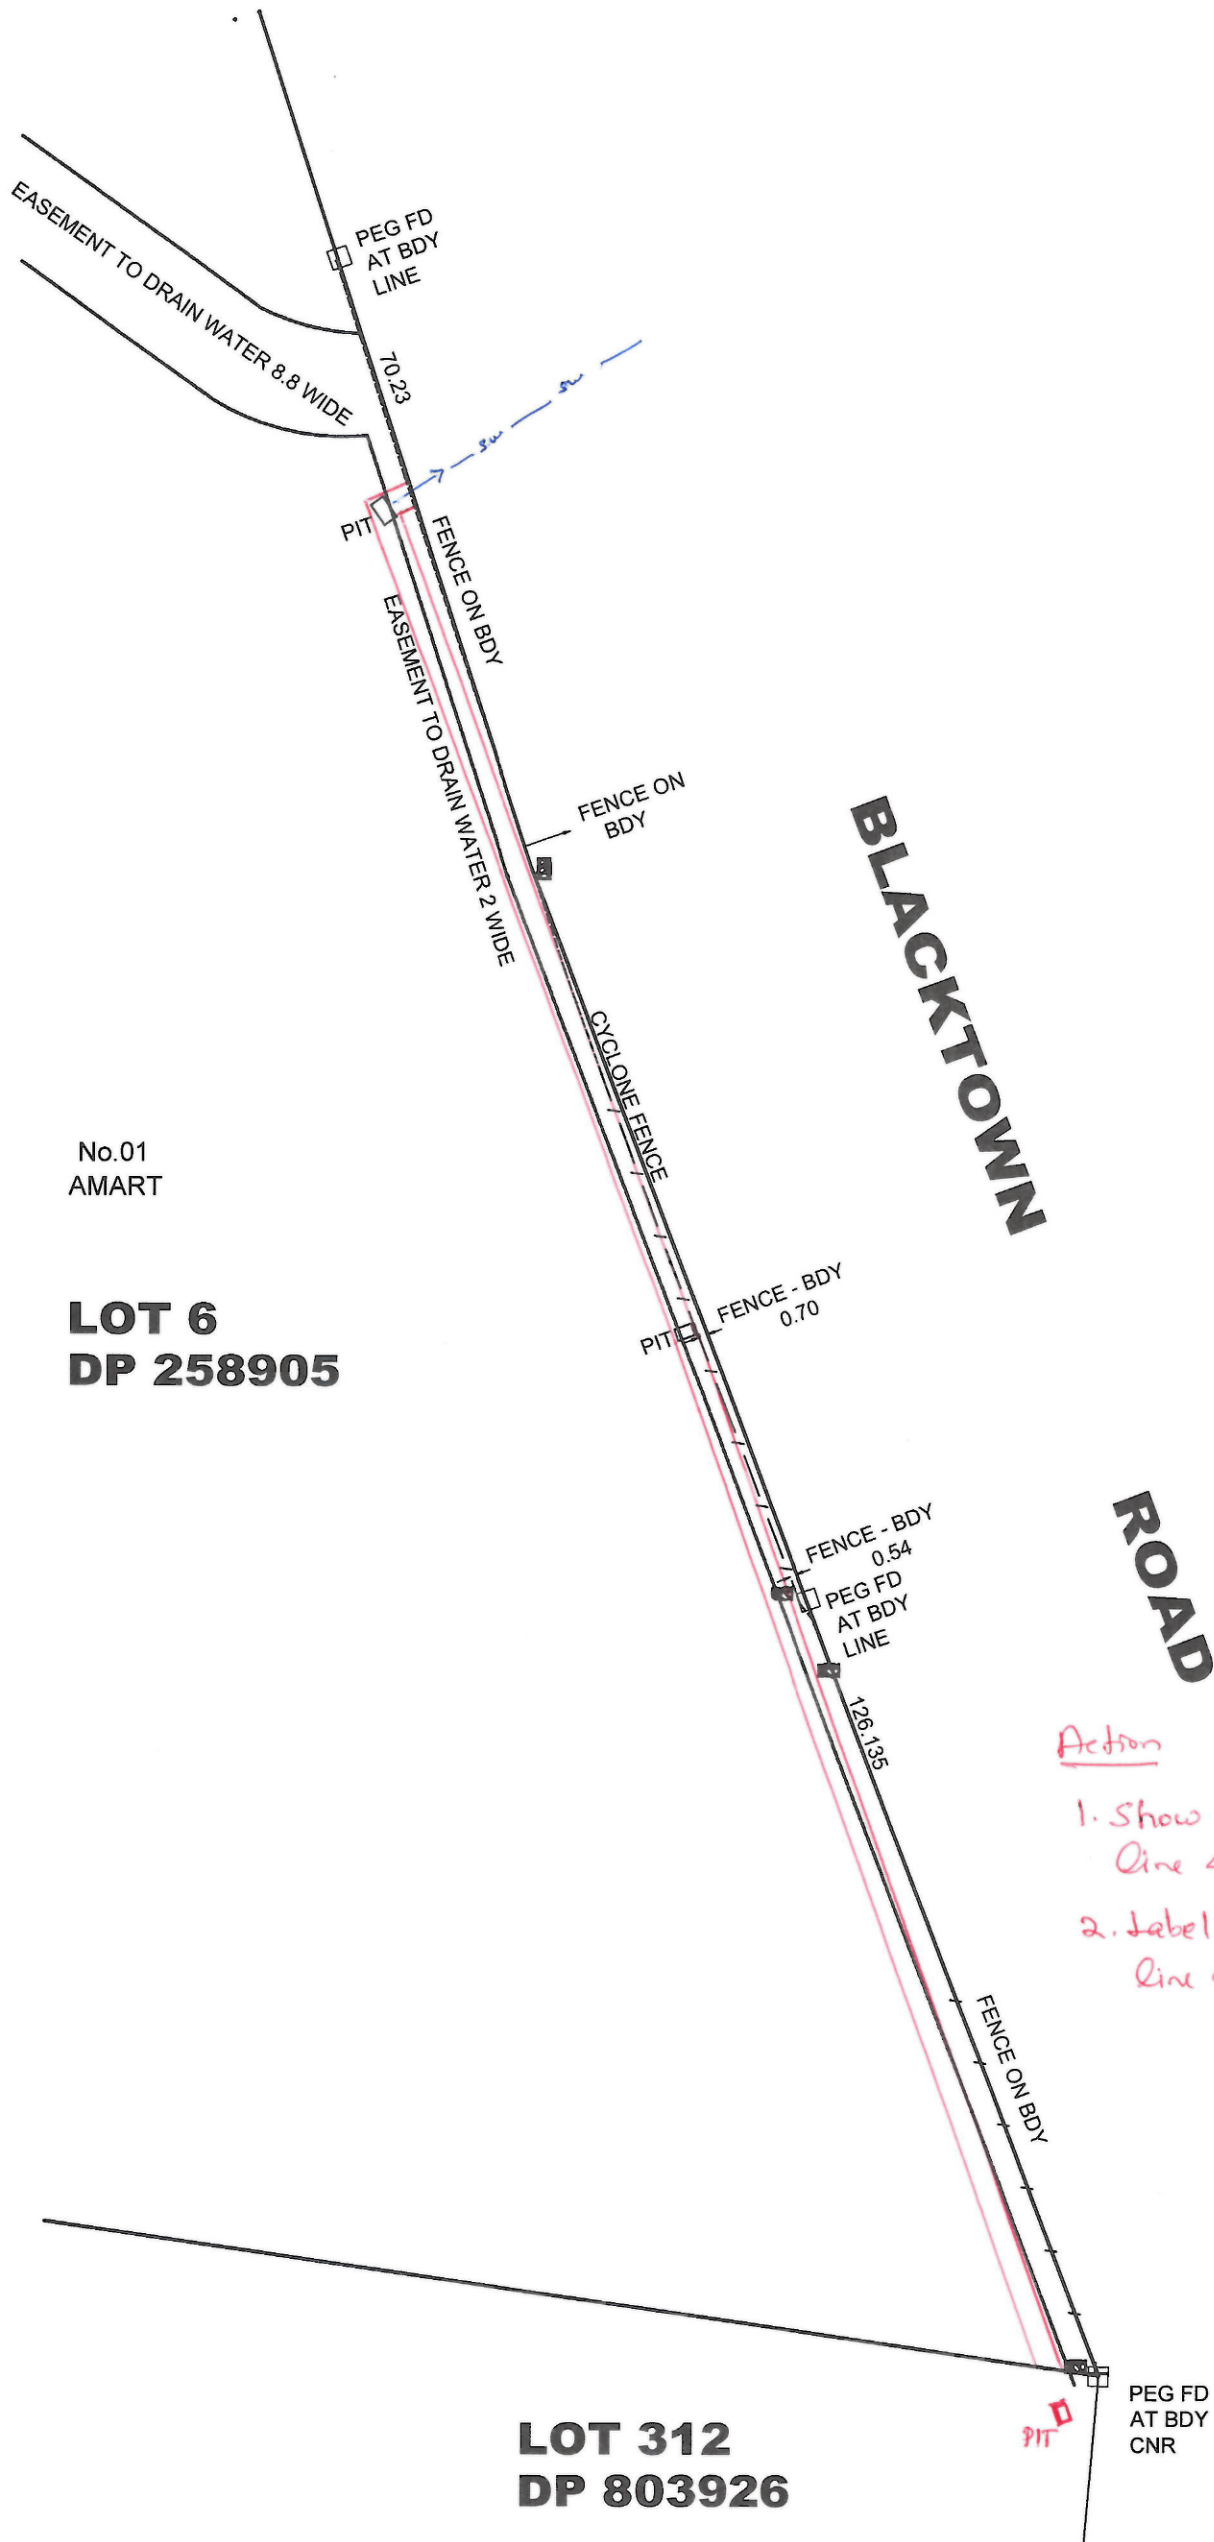 PEG FD
AT BDY
LINE
EASEMENT TO DRAIN WATER 8.8 WIDE
70.23
sw
sw
PIT
FENCE ON BDY
EASEMENT TO DRAIN WATER 2 WIDE
FENCE ON
BDY
BLACKTOWN
CYCLONE FENCE
No.01
AMART
FENCE - BDY
0.70
PIT
LOT 6
DP 258905
ROAD
FENCE - BDY
0.54
PEG FD
AT BDY
LINE
126.135
Action
1. Show
line
2. Label
line
FENCE ON BDY
PEG FD
AT BDY
CNR
PIT
LOT 312
DP 803926